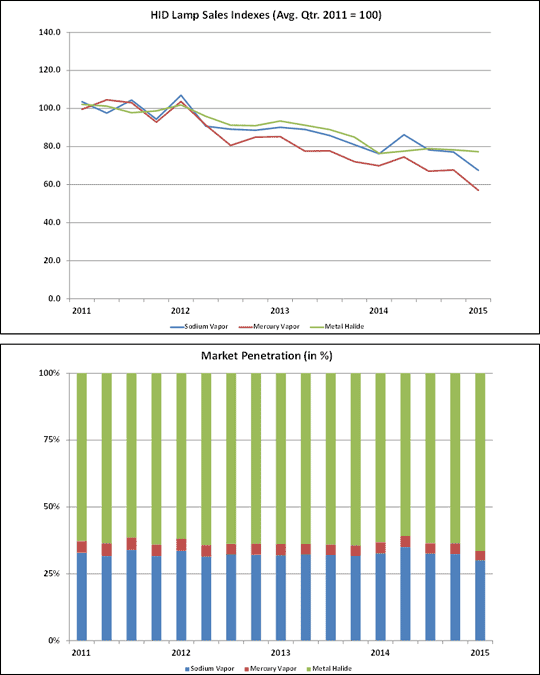 HID Lamp Sales Indexes (Avg. Qtr. 2011 = 100)
140.0
120.0
100.0
80.0
60.0
40.0
20.0
0.0
2011 2012 2013 2014 2015
Sodium Vapor Mercury Vapor Metal Halide
Market Penetration (in %)
100%
75%
50%
25%
0%
2011 2012 2013 2014 2015
Sodium Vapor Mercury Vapor Metal Halide